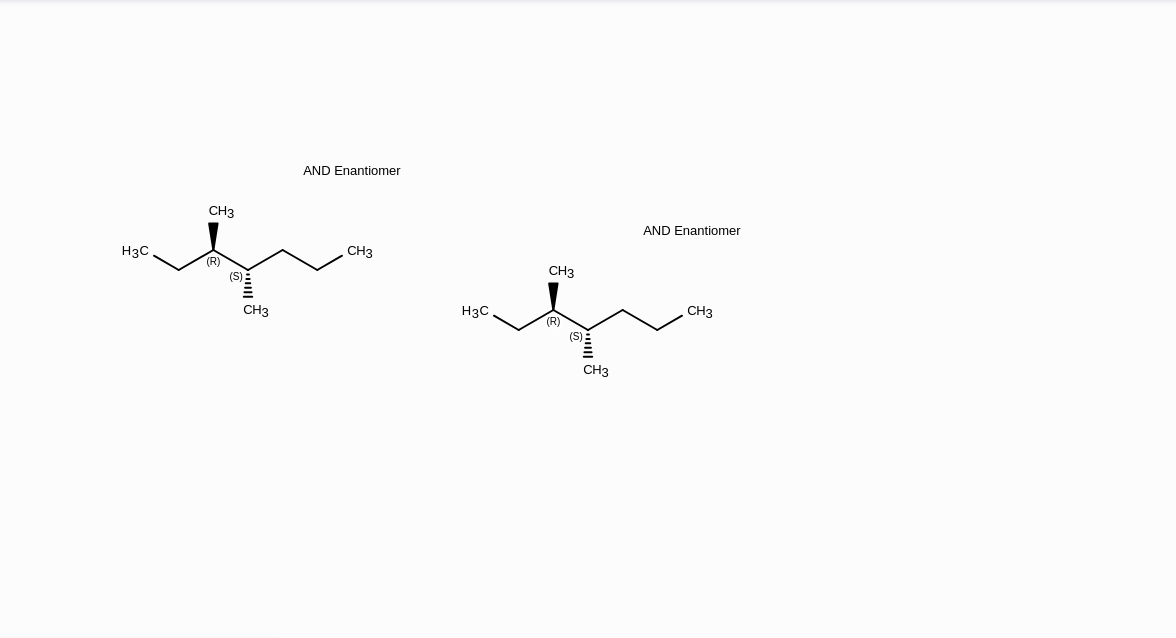 AND Enantiomer
CH3
H3C
CH3
(R)
(S)
CH3
AND Enantiomer
CH3
H3C
CH3
(R)
(S)
CH3